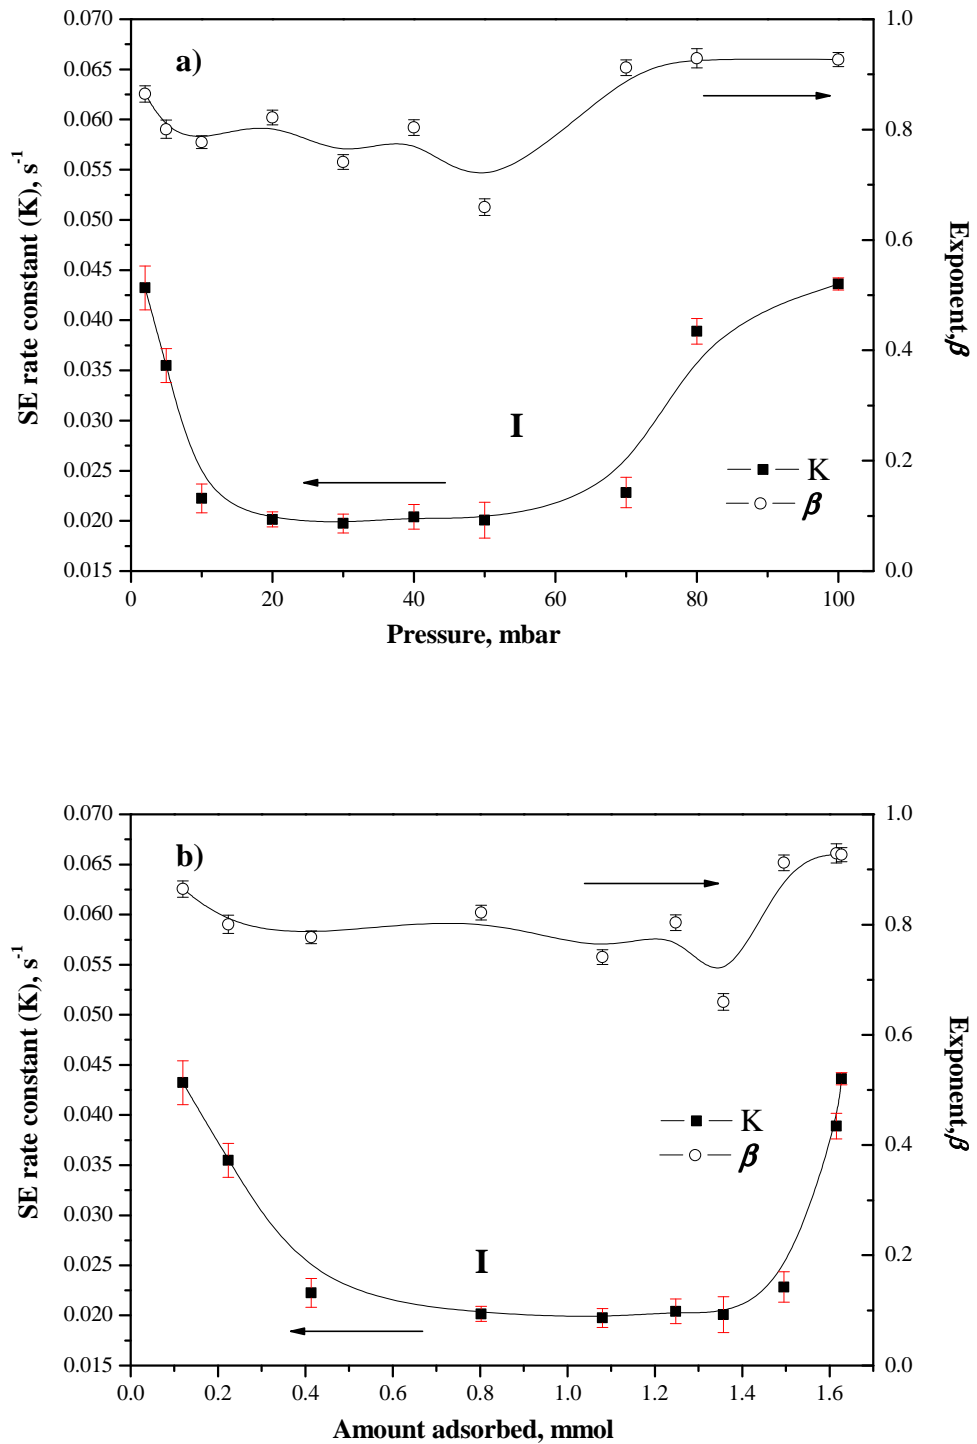 a)
0.070
0.065
0.060
0.055
0.050
0.045
0.040
0.035
0.030
0.025
0.020
0.015
SE rate constant (K), s⁻¹
1.0
0.8
0.6
0.4
0.2
0.0
Exponent,β
I
K
β
0 20 40 60 80 100
Pressure, mbar
b)
0.070
0.065
0.060
0.055
0.050
0.045
0.040
0.035
0.030
0.025
0.020
0.015
SE rate constant (K), s⁻¹
1.0
0.8
0.6
0.4
0.2
0.0
Exponent,β
K
β
I
0.0 0.2 0.4 0.6 0.8 1.0 1.2 1.4 1.6
Amount adsorbed, mmol